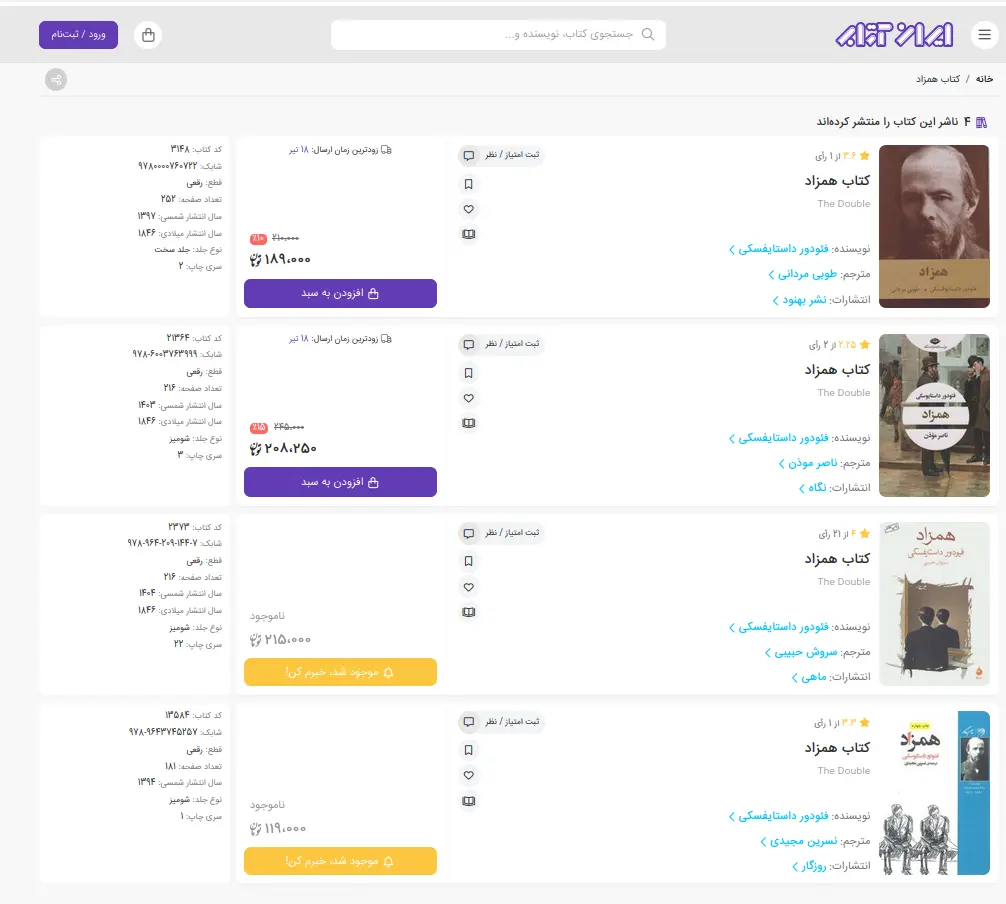 ایران کتاب
جستجوی کتاب، نویسنده و...
ورود / ثبت‌نام
خانه / کتاب همزاد
۴ ناشر این کتاب را منتشر کرده‌اند
همزاد
فئودور داستایفسکی - طوبی مردانی
۳.۶ از ۱ رأی
کتاب همزاد
The Double
نویسنده: فئودور داستایفسکی
مترجم: طوبی مردانی
انتشارات: نشر بهنود
ثبت امتیاز / نظر
زودترین زمان ارسال: ۱۸ تیر
۲۱۰,۰۰۰ ٪۱۰
۱۸۹,۰۰۰
افزودن به سبد
کد کتاب: ۳۱۴۸
شابک: ۹۷۸۰۰۰۰۷۶۰۷۲۲
قطع: رقعی
تعداد صفحه: ۲۵۲
سال انتشار شمسی: ۱۳۹۷
سال انتشار میلادی: ۱۸۴۶
نوع جلد: جلد سخت
سری چاپ: ۲
فئودور داستایوسکی
همزاد
ناصر مؤذن
۲.۲۵ از ۲ رأی
کتاب همزاد
The Double
نویسنده: فئودور داستایفسکی
مترجم: ناصر موذن
انتشارات: نگاه
ثبت امتیاز / نظر
زودترین زمان ارسال: ۱۸ تیر
۲۴۵,۰۰۰ ٪۱۵
۲۰۸,۲۵۰
افزودن به سبد
کد کتاب: ۲۱۳۶۴
شابک: ۹۷۸-۶۰۰۳۷۶۳۹۹۹
قطع: رقعی
تعداد صفحه: ۲۱۶
سال انتشار شمسی: ۱۴۰۳
سال انتشار میلادی: ۱۸۴۶
نوع جلد: شومیز
سری چاپ: ۳
همزاد
فیودور داستایفسکی
سروش حبیبی
۴ از ۲۱ رأی
کتاب همزاد
The Double
نویسنده: فئودور داستایفسکی
مترجم: سروش حبیبی
انتشارات: ماهی
ثبت امتیاز / نظر
ناموجود
۲۱۵,۰۰۰
موجود شد، خبرم کن!
کد کتاب: ۲۳۷۳
شابک: ۹۷۸-۹۶۴-۲۰۹-۱۴۴-۷
قطع: رقعی
تعداد صفحه: ۲۱۶
سال انتشار شمسی: ۱۴۰۴
سال انتشار میلادی: ۱۸۴۶
نوع جلد: شومیز
سری چاپ: ۲۲
چاپ چهارم
همزاد
فئودور داستایوسکی
ترجمه‌ی نسرین مجیدی
۳.۳ از ۱ رأی
کتاب همزاد
The Double
نویسنده: فئودور داستایفسکی
مترجم: نسرین مجیدی
انتشارات: روزگار
ثبت امتیاز / نظر
ناموجود
۱۱۹,۰۰۰
موجود شد، خبرم کن!
کد کتاب: ۱۳۵۸۴
شابک: ۹۷۸-۹۶۴۳۷۴۵۲۵۷
قطع: رقعی
تعداد صفحه: ۱۸۱
سال انتشار شمسی: ۱۳۹۴
سال انتشار میلادی: ۱۸۴۶
نوع جلد: شومیز
سری چاپ: ۱